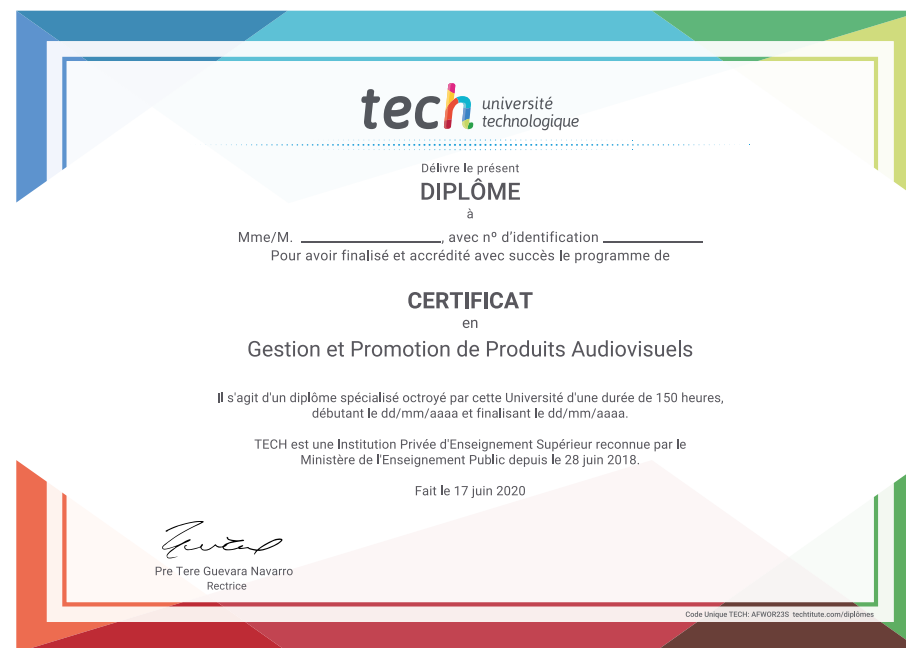 tech université
technologique
Délivre le présent
DIPLÔME
à
Mme/M. ____________________, avec nº d'identification ______________
Pour avoir finalisé et accrédité avec succès le programme de
CERTIFICAT
en
Gestion et Promotion de Produits Audiovisuels
Il s'agit d'un diplôme spécialisé octroyé par cette Université d'une durée de 150 heures,
débutant le dd/mm/aaaa et finalisant le dd/mm/aaaa.
TECH est une Institution Privée d'Enseignement Supérieur reconnue par le
Ministère de l'Enseignement Public depuis le 28 juin 2018.
Fait le 17 juin 2020
Pre Tere Guevara Navarro
Rectrice
Code Unique TECH: AFWOR23S techtitute.com/diplômes